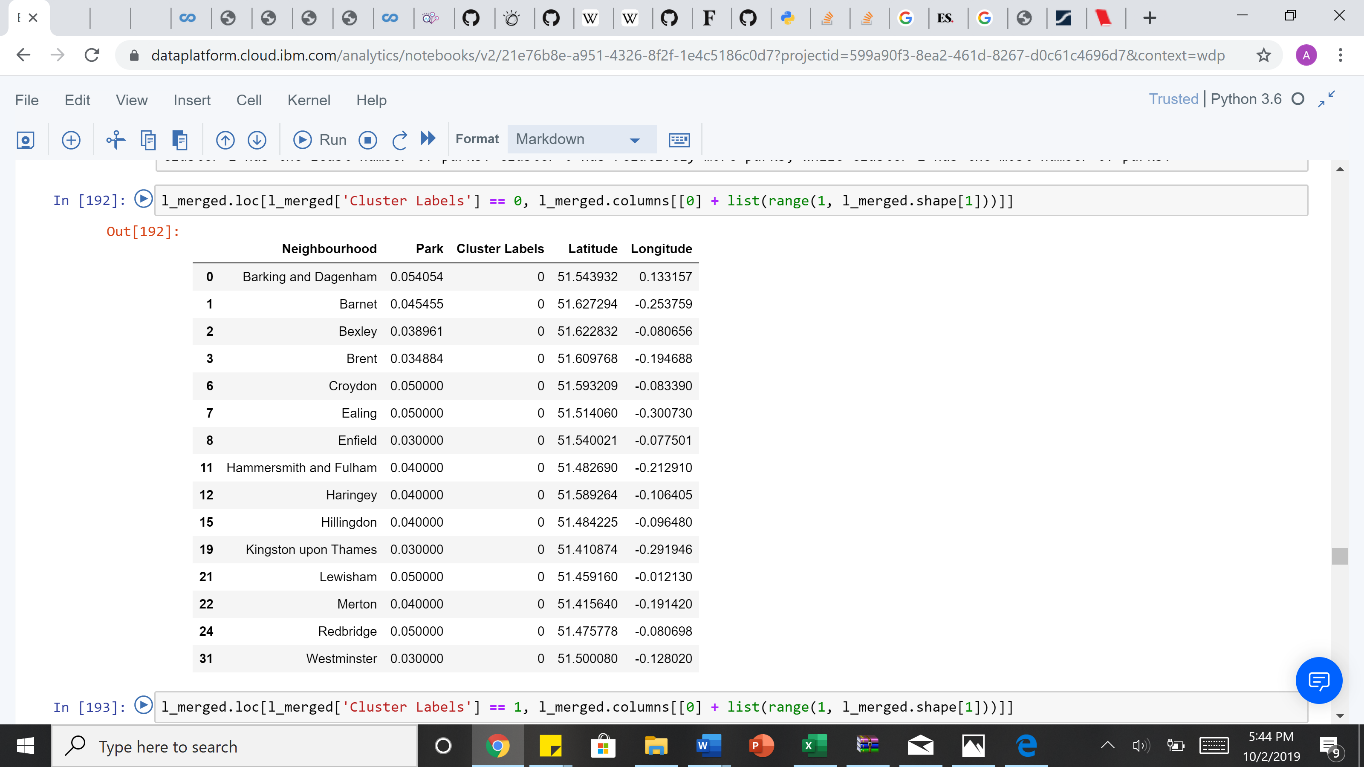 dataplatform.cloud.ibm.com/analytics/notebooks/v2/21e76b8e-a951-4326-8f2f-1e4c5186c0d7?projectid=599a90f3-8ea2-461d-8267-d0c61c4696d7&context=wdp A
File Edit View Insert Cell Kernel Help Trusted | Python 3.6
Run Format Markdown
In [192]: l_merged.loc[l_merged['Cluster Labels'] == 0, l_merged.columns[[0] + list(range(1, l_merged.shape[1]))]]
Out[192]:
Neighbourhood Park Cluster Labels Latitude Longitude
0 Barking and Dagenham 0.054054 0 51.543932 0.133157
1 Barnet 0.045455 0 51.627294 -0.253759
2 Bexley 0.038961 0 51.622832 -0.080656
3 Brent 0.034884 0 51.609768 -0.194688
6 Croydon 0.050000 0 51.593209 -0.083390
7 Ealing 0.050000 0 51.514060 -0.300730
8 Enfield 0.030000 0 51.540021 -0.077501
11 Hammersmith and Fulham 0.040000 0 51.482690 -0.212910
12 Haringey 0.040000 0 51.589264 -0.106405
15 Hillingdon 0.040000 0 51.484225 -0.096480
19 Kingston upon Thames 0.030000 0 51.410874 -0.291946
21 Lewisham 0.050000 0 51.459160 -0.012130
22 Merton 0.040000 0 51.415640 -0.191420
24 Redbridge 0.050000 0 51.475778 -0.080698
31 Westminster 0.030000 0 51.500080 -0.128020
In [193]: l_merged.loc[l_merged['Cluster Labels'] == 1, l_merged.columns[[0] + list(range(1, l_merged.shape[1]))]]
Type here to search
5:44 PM
10/2/2019
9